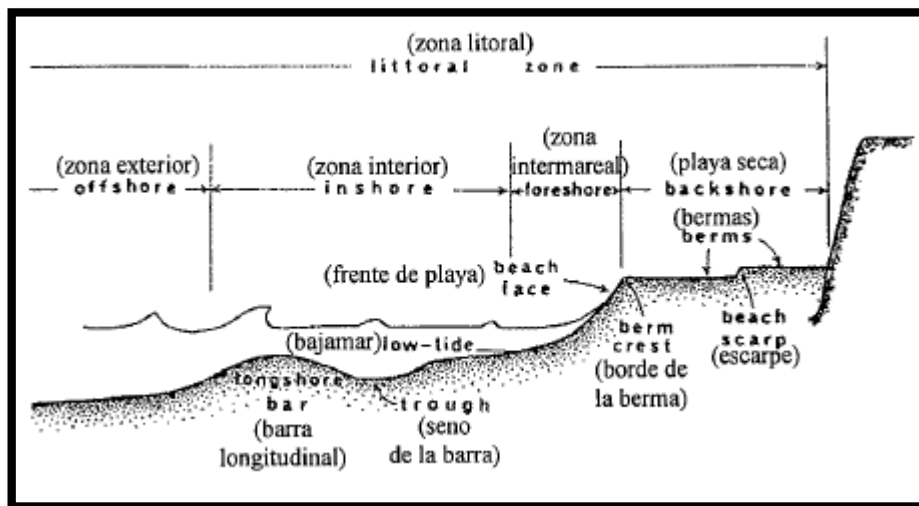 (zona litoral)
littoral zone
(zona exterior)
offshore
(zona interior)
inshore
(zona
intermareal)
foreshore
(playa seca)
backshore
(bermas)
berms
(frente de playa) beach
face
(bajamar) low-tide
berm
crest
(borde de
la berma)
beach
scarp
(escarpe)
longshore
bar
(barra
longitudinal)
trough
(seno
de la barra)